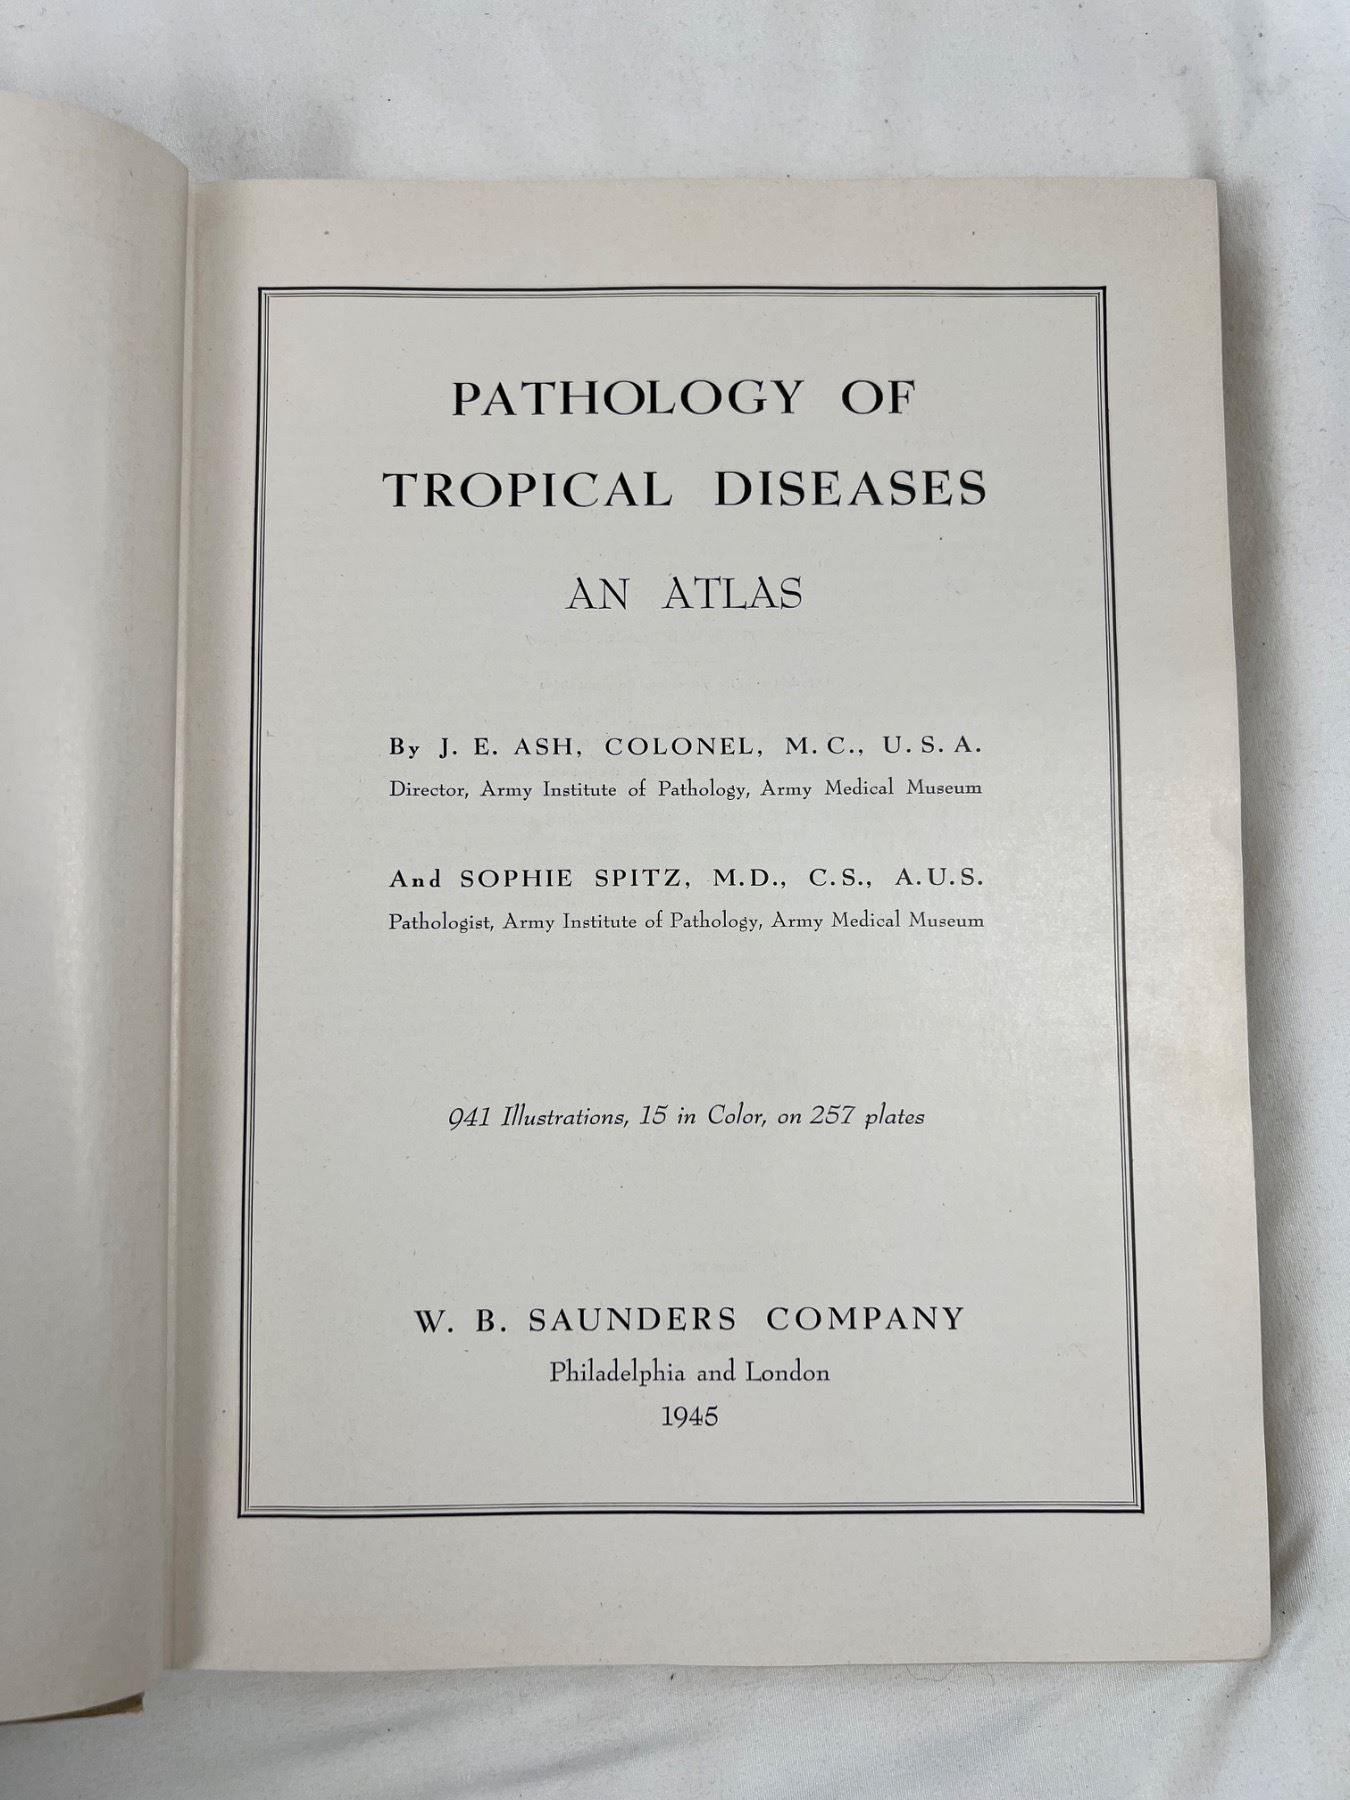 PATHOLOGY OF
TROPICAL DISEASES
AN ATLAS
By J. E. ASH, COLONEL, M. C., U. S. A.
Director, Army Institute of Pathology, Army Medical Museum
And SOPHIE SPITZ, M.D., C.S., A.U.S.
Pathologist, Army Institute of Pathology, Army Medical Museum
941 Illustrations, 15 in Color, on 257 plates
W. B. SAUNDERS COMPANY
Philadelphia and London
1945